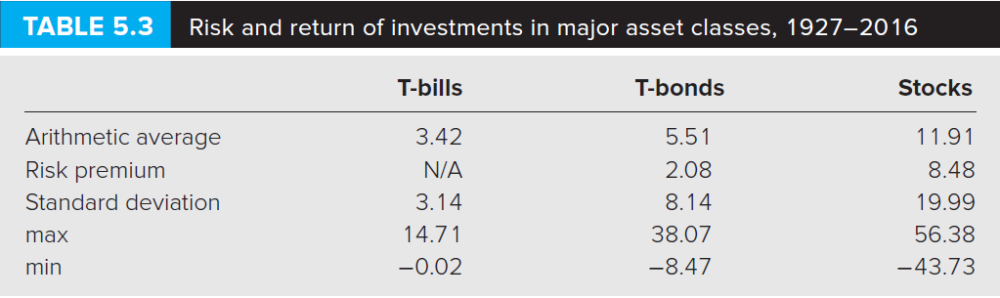 TABLE 5.3 Risk and return of investments in major asset classes, 1927–2016
T-bills T-bonds Stocks
Arithmetic average 3.42 5.51 11.91
Risk premium N/A 2.08 8.48
Standard deviation 3.14 8.14 19.99
max 14.71 38.07 56.38
min −0.02 −8.47 −43.73